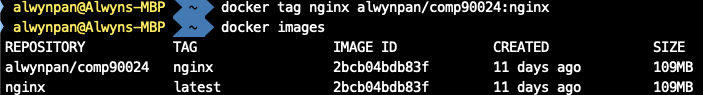 alwynpan@Alwyns-MBP ~ docker tag nginx alwynpan/comp90024:nginx
alwynpan@Alwyns-MBP ~ docker images
REPOSITORY TAG IMAGE ID CREATED SIZE
alwynpan/comp90024 nginx 2bcb04bdb83f 11 days ago 109MB
nginx latest 2bcb04bdb83f 11 days ago 109MB